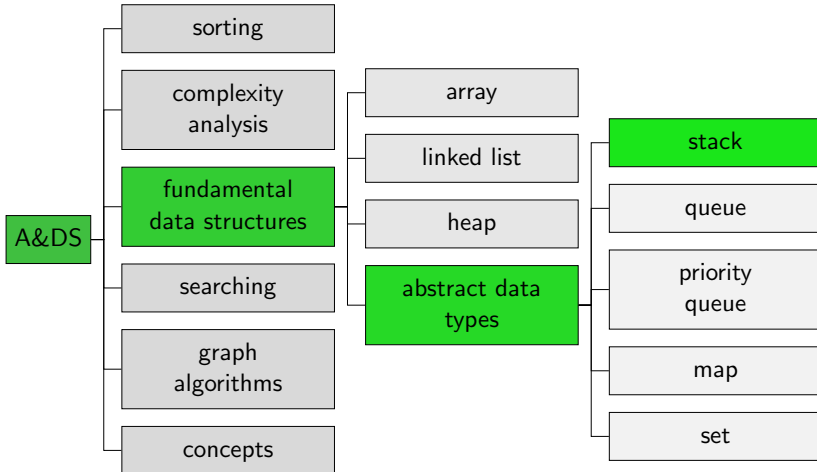 A&DS
sorting
complexity
analysis
fundamental
data structures
searching
graph
algorithms
concepts
array
linked list
heap
abstract data
types
stack
queue
priority
queue
map
set